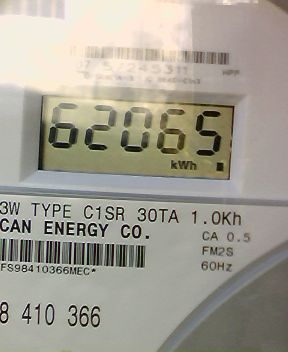 62065
kWh
3W TYPE C1SR 30TA 1.0Kh
CAN ENERGY CO.
CA 0.5
FM2S
60Hz
FS98410366MEC*
8 410 366